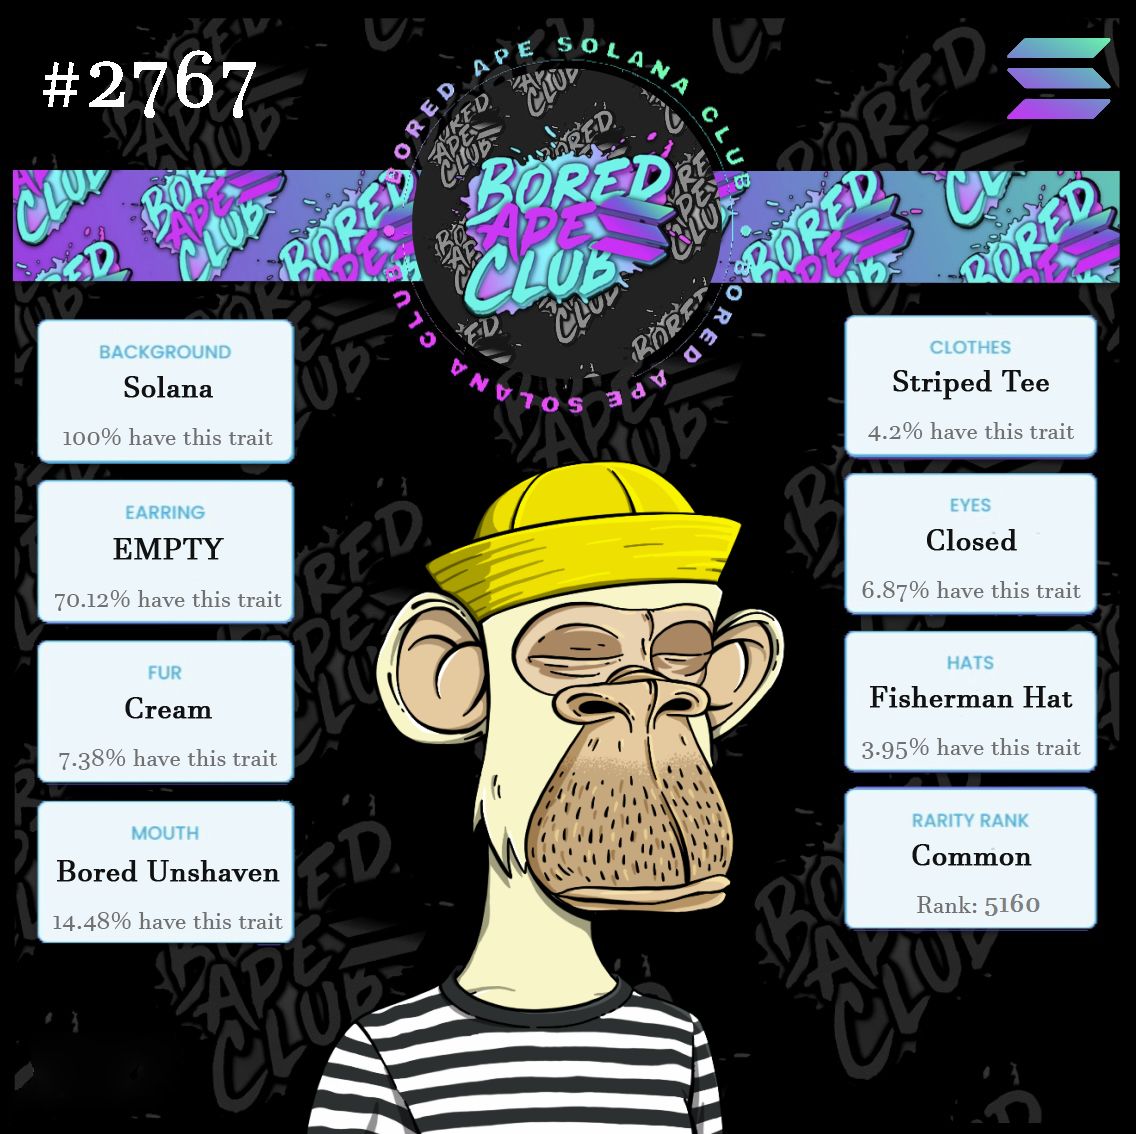 #2767
BORED APE SOLANA CLUB
BORED APE SOLANA CLUB
BORED
APE
CLUB
BACKGROUND
Solana
100% have this trait
EARRING
EMPTY
70.12% have this trait
FUR
Cream
7.38% have this trait
MOUTH
Bored Unshaven
14.48% have this trait
CLOTHES
Striped Tee
4.2% have this trait
EYES
Closed
6.87% have this trait
HATS
Fisherman Hat
3.95% have this trait
RARITY RANK
Common
Rank: 5160